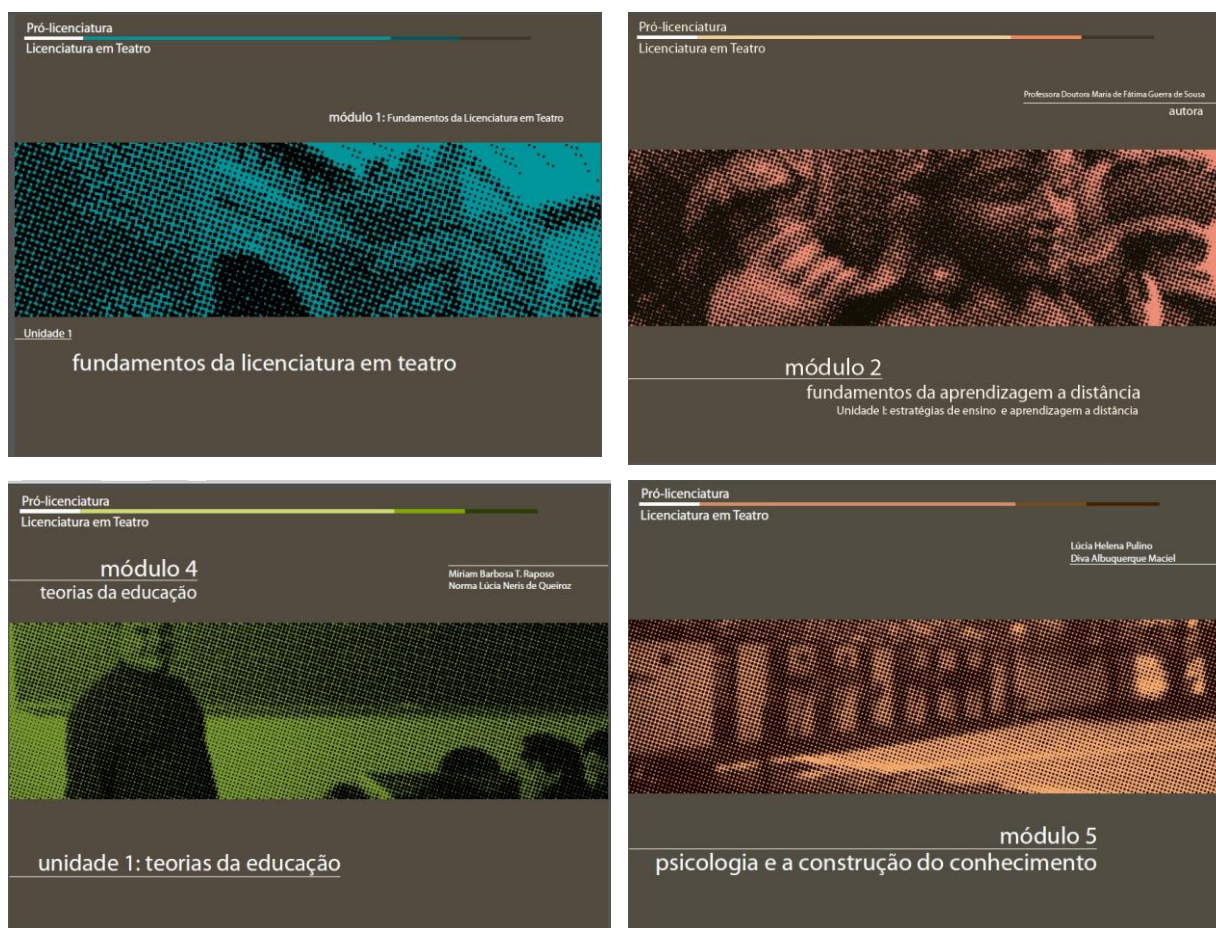 Pró-licenciatura
Licenciatura em Teatro
módulo 1: Fundamentos da Licenciatura em Teatro
Unidade 1
fundamentos da licenciatura em teatro
Pró-licenciatura
Licenciatura em Teatro
Professora Doutora Maria de Fátima Guerra de Sousa
autora
módulo 2
fundamentos da aprendizagem a distância
Unidade I: estratégias de ensino e aprendizagem a distância
Pró-licenciatura
Licenciatura em Teatro
módulo 4
teorias da educação
Miriam Barbosa T. Raposo
Norma Lúcia Neris de Queiroz
unidade 1: teorias da educação
Pró-licenciatura
Licenciatura em Teatro
Lúcia Helena Pulino
Diva Albuquerque Maciel
módulo 5
psicologia e a construção do conhecimento